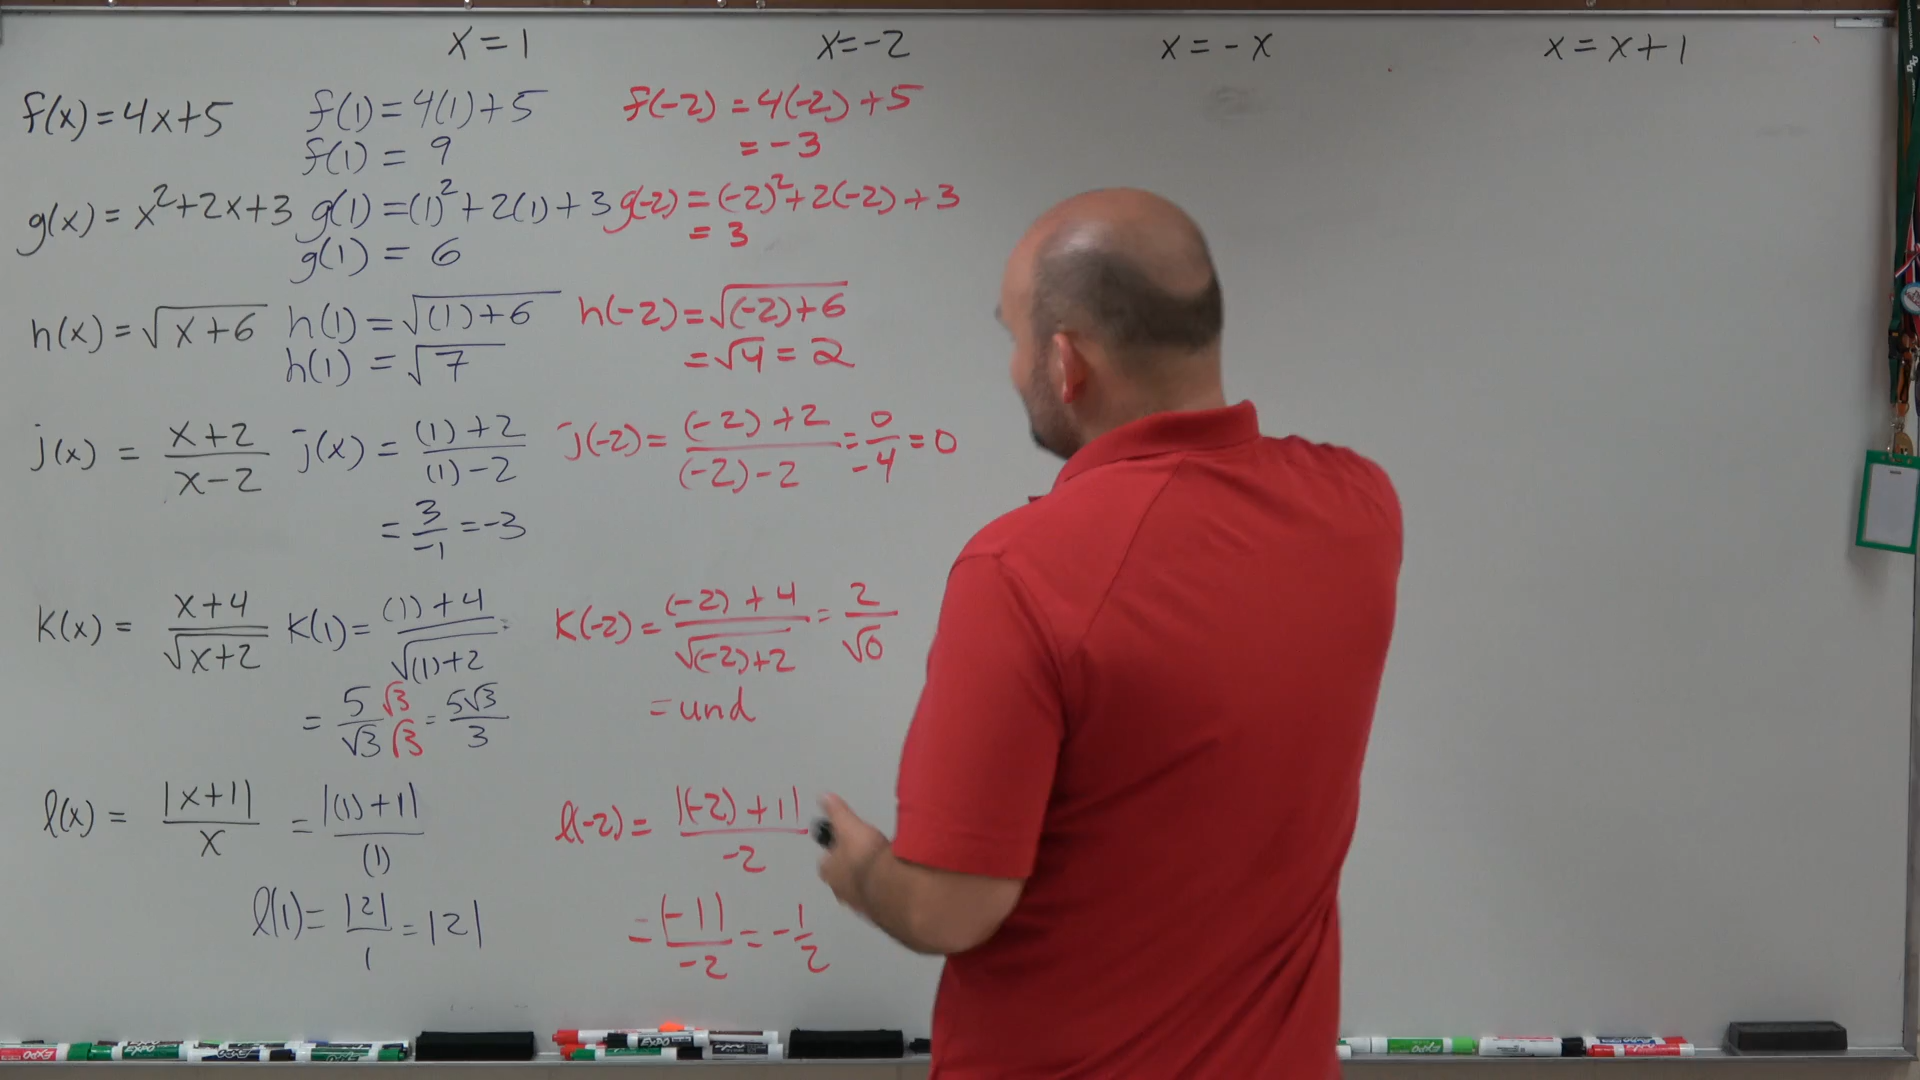 x = 1 x = -2 x = -x x = x+1
f(x) = 4x+5 f(1) = 4(1)+5 f(-2) = 4(-2)+5
f(1) = 9 = -3
g(x) = x²+2x+3 g(1) = (1)²+2(1)+3 g(-2) = (-2)²+2(-2)+3
g(1) = 6 = 3
h(x) = √(x+6) h(1) = √((1)+6) h(-2) = √((-2)+6)
h(1) = √7 = √4 = 2
j(x) = (x+2)/(x-2) j(x) = ((1)+2)/((1)-2) j(-2) = ((-2)+2)/((-2)-2) = 0/-4 = 0
= 3/-1 = -3
K(x) = (x+4)/√(x+2) K(1) = ((1)+4)/√((1)+2) = K(-2) = ((-2)+4)/√((-2)+2) = 2/√0
= 5/√3 √3/√3 = 5√3/3 = und
l(x) = |x+1|/x = |(1)+1|/(1) l(-2) = |(-2)+1|/-2
l(1) = |2|/1 = |2| = |-1|/-2 = -1/2
EXPO
EXPO
EXPO